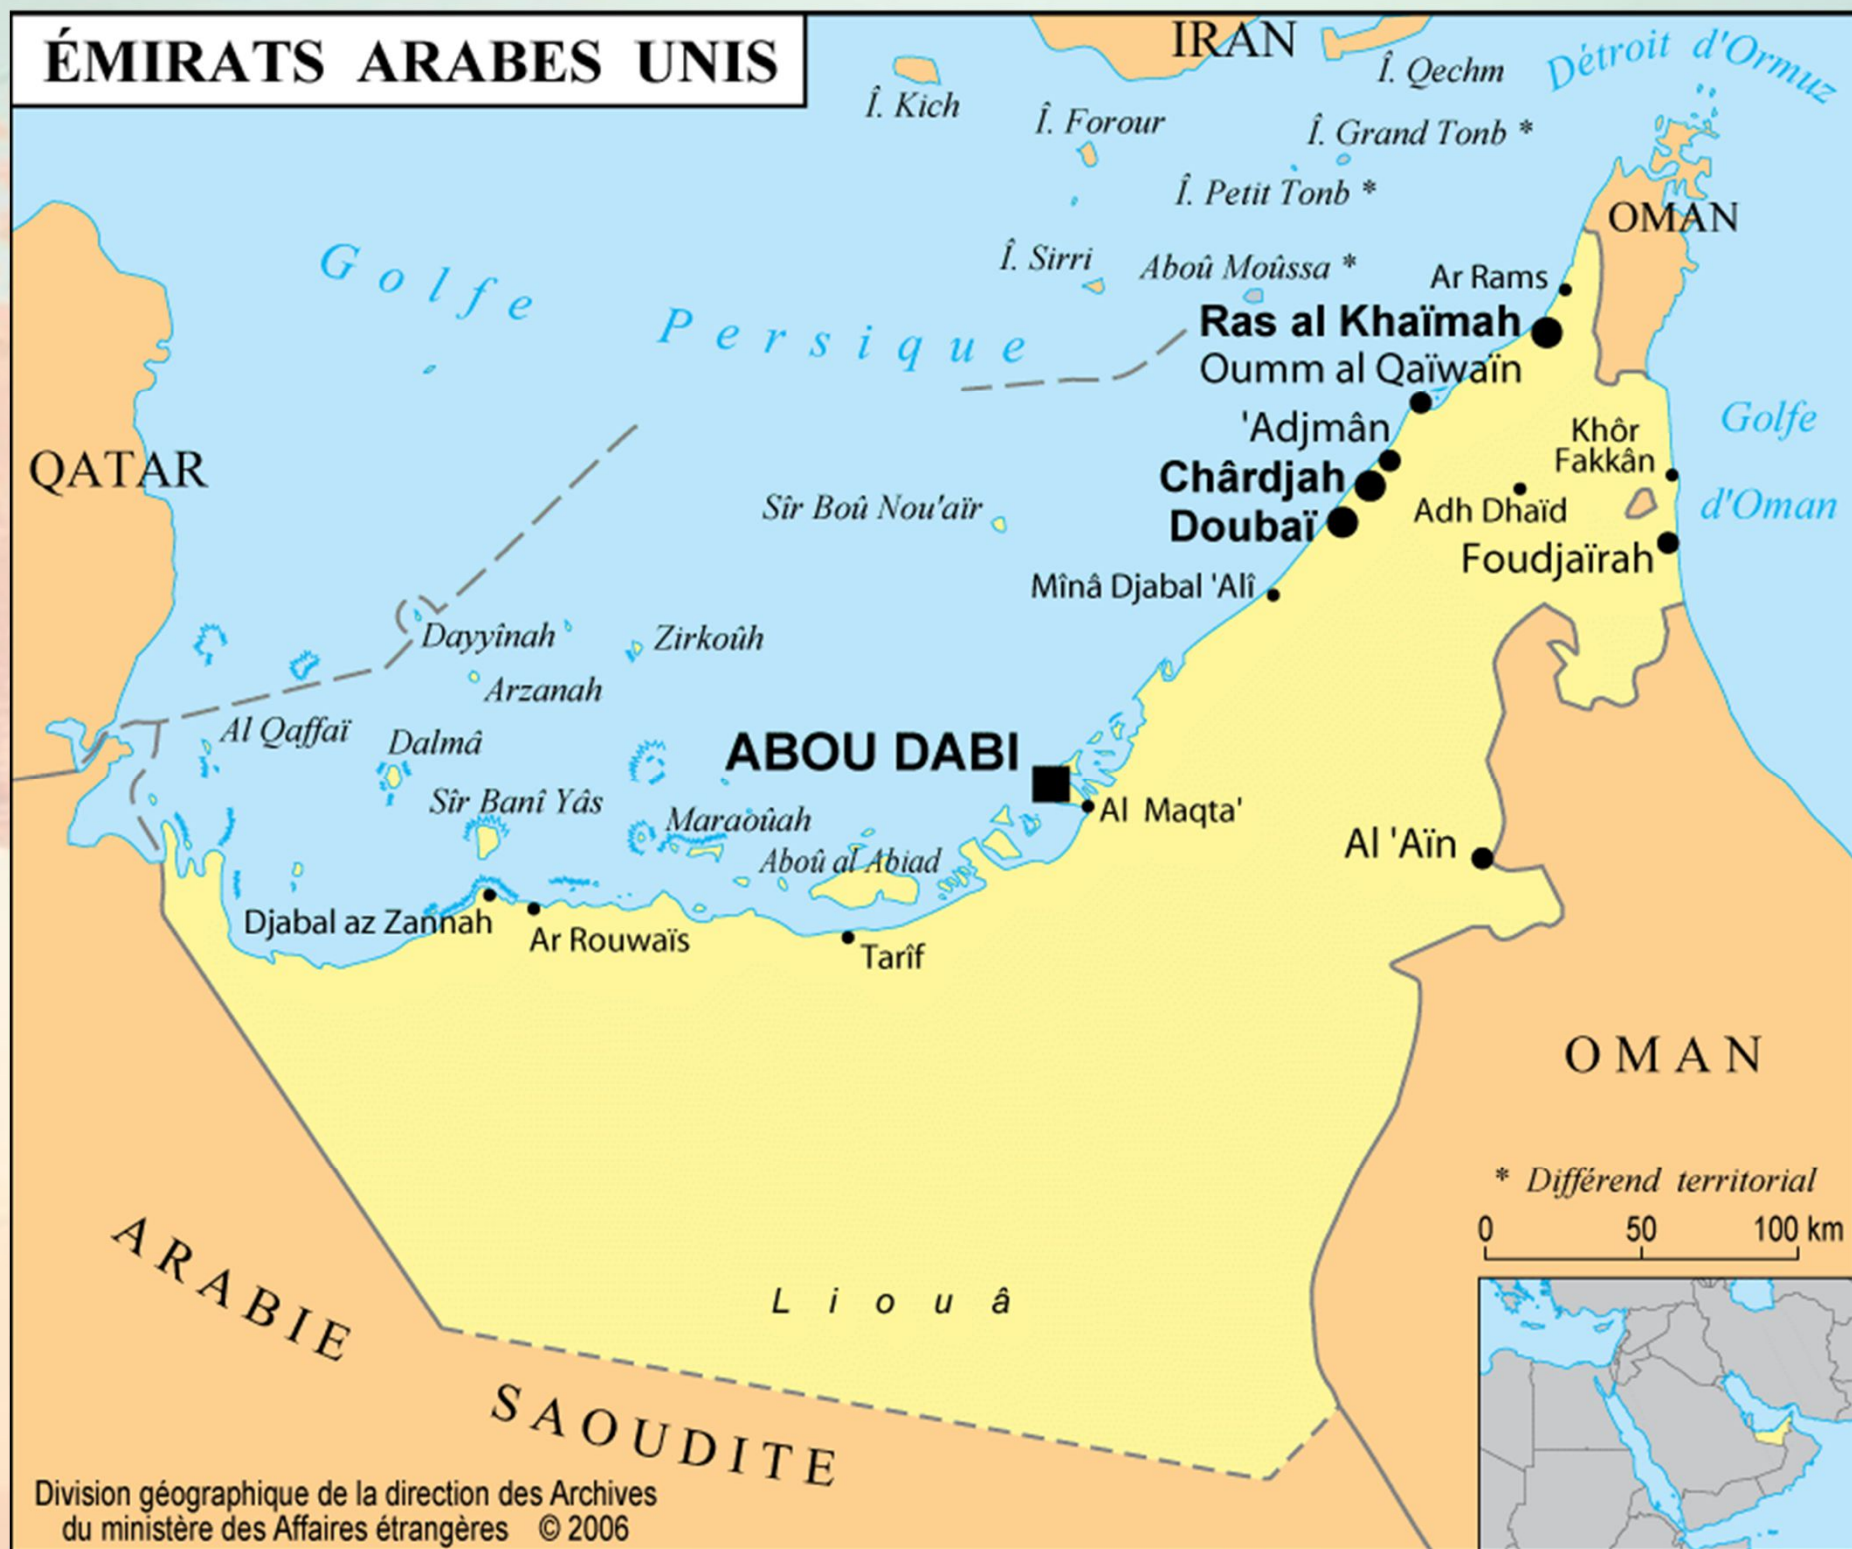 ÉMIRATS ARABES UNIS
IRAN
Î. Qechm
Détroit d'Ormuz
Î. Kich
Î. Forour
Î. Grand Tonb *
Î. Petit Tonb *
OMAN
Î. Sirri
Aboû Moûssa *
Ar Rams
Golfe Persique
Ras al Khaïmah
Oumm al Qaïwaïn
'Adjmân
Khôr
Fakkân
Golfe
d'Oman
QATAR
Chârdjah
Sîr Boû Nou'aïr
Adh Dhaïd
Doubaï
Foudjaïrah
Mînâ Djabal 'Alî
Dayyînah
Zirkoûh
Arzanah
Al Qaffaï
Dalmâ
ABOU DABI
Sîr Banî Yâs
Maraoûah
Al Maqta'
Aboû al Abiad
Al 'Aïn
Djabal az Zannah
Ar Rouwaïs
Tarîf
OMAN
* Différend territorial
0 50 100 km
Liouâ
ARABIE
SAOUDITE
Division géographique de la direction des Archives
du ministère des Affaires étrangères © 2006